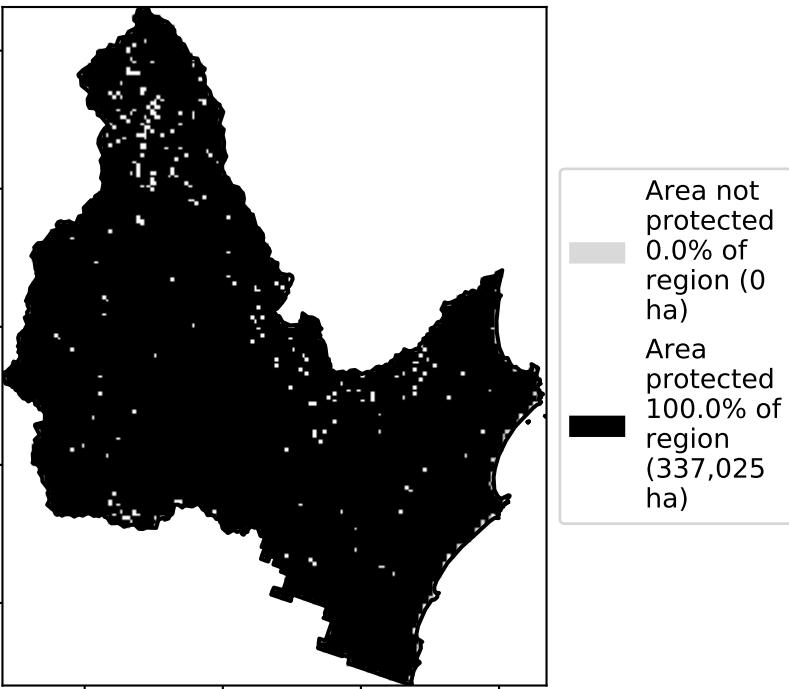 Area not
protected
0.0% of
region (0
ha)
Area
protected
100.0% of
region
(337,025
ha)